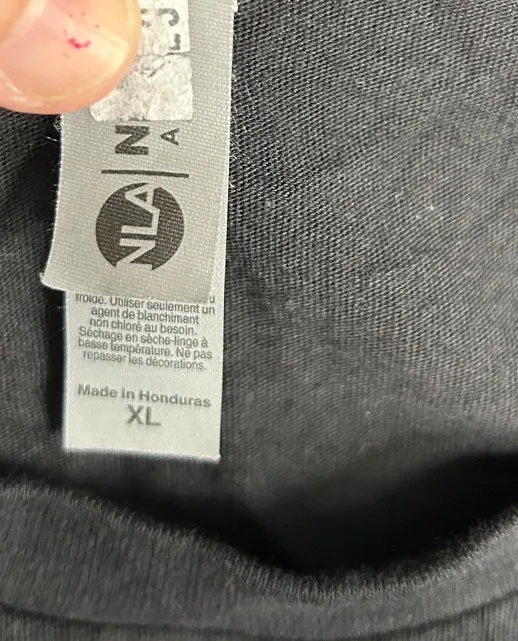 NLA
froide. Utiliser seulement un
agent de blanchiment
non chloré au besoin.
Séchage en sèche-linge à
basse température. Ne pas
repasser les décorations.
Made in Honduras
XL